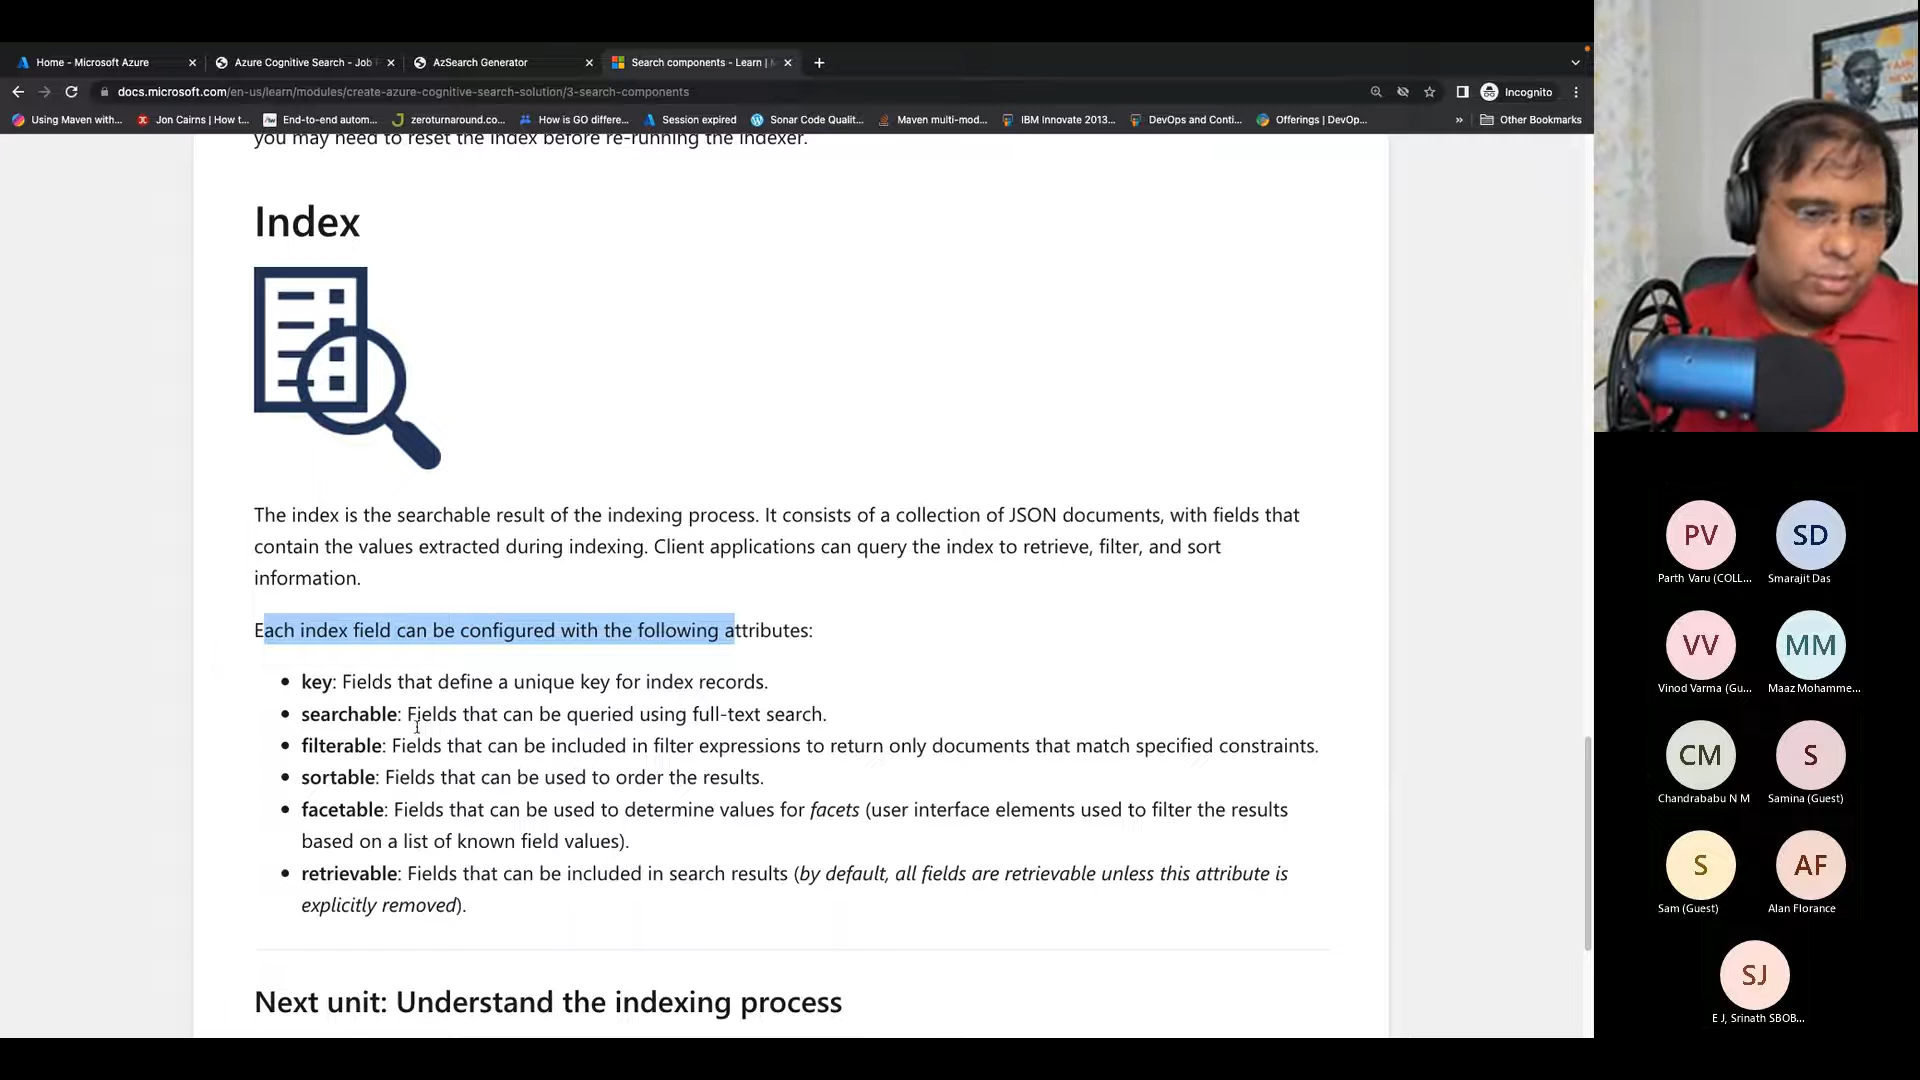 Home - Microsoft Azure
Azure Cognitive Search - Job
AzSearch Generator
Search components - Learn |
docs.microsoft.com/en-us/learn/modules/create-azure-cognitive-search-solution/3-search-components
Incognito
Using Maven with...
Jon Cairns | How t...
End-to-end autom...
zeroturnaround.co...
How is GO differe...
Session expired
Sonar Code Qualit...
Maven multi-mod...
IBM Innovate 2013...
DevOps and Conti...
Offerings | DevOp...
»
Other Bookmarks
you may need to reset the index before re-running the indexer.
Index
The index is the searchable result of the indexing process. It consists of a collection of JSON documents, with fields that
contain the values extracted during indexing. Client applications can query the index to retrieve, filter, and sort
information.
Each index field can be configured with the following attributes:
• key: Fields that define a unique key for index records.
• searchable: Fields that can be queried using full-text search.
• filterable: Fields that can be included in filter expressions to return only documents that match specified constraints.
• sortable: Fields that can be used to order the results.
• facetable: Fields that can be used to determine values for facets (user interface elements used to filter the results
based on a list of known field values).
• retrievable: Fields that can be included in search results (by default, all fields are retrievable unless this attribute is
explicitly removed).
Next unit: Understand the indexing process
PV
Parth Varu (COLL...
SD
Smarajit Das
VV
Vinod Varma (Gu...
MM
Maaz Mohamme...
CM
Chandrababu N M
S
Samina (Guest)
S
Sam (Guest)
AF
Alan Florance
SJ
E J, Srinath SBOB...